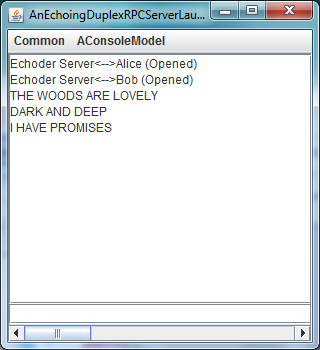 AnEchoingDuplexRPCServerLau...
Common AConsoleModel
Echoder Server<-->Alice (Opened)
Echoder Server<-->Bob (Opened)
THE WOODS ARE LOVELY
DARK AND DEEP
I HAVE PROMISES